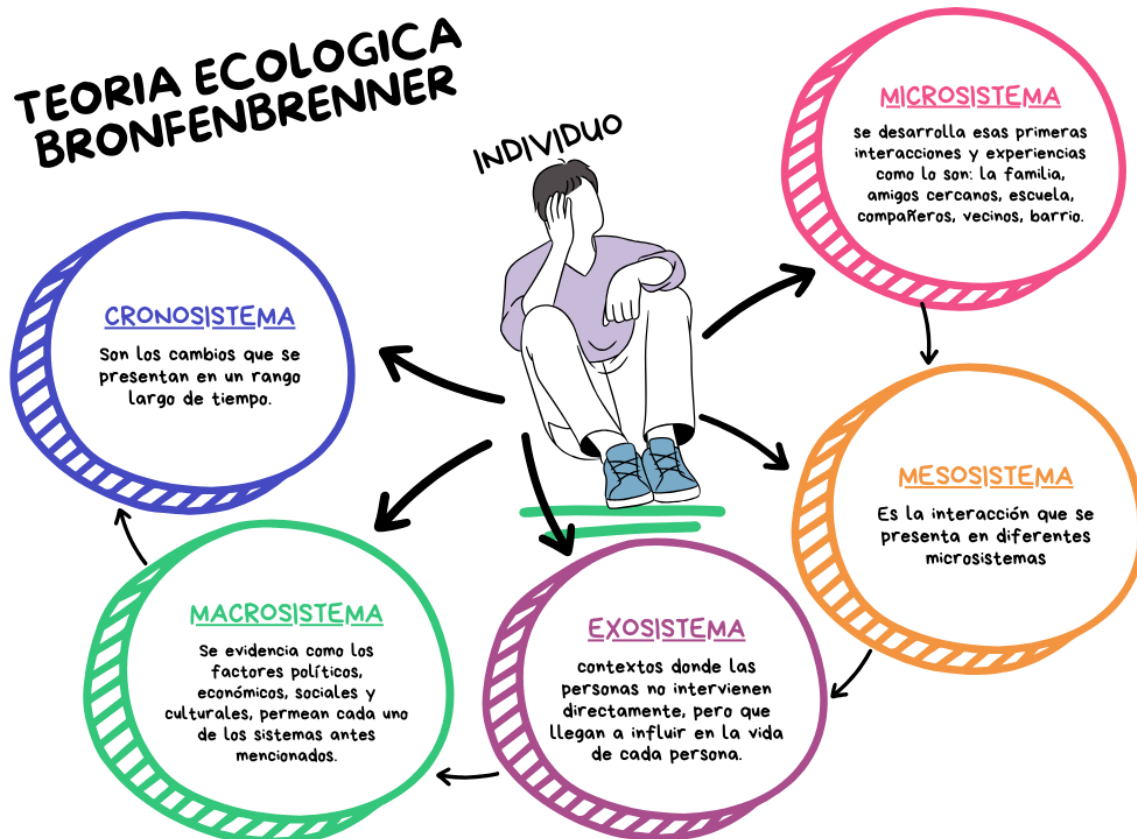 TEORIA ECOLOGICA
BRONFENBRENNER
INDIVIDUO
MICROSISTEMA
se desarrolla esas primeras
interacciones y experiencias
como lo son: la familia,
amigos cercanos, escuela,
compañeros, vecinos, barrio.
MESOSISTEMA
Es la interacción que se
presenta en diferentes
microsistemas
EXOSISTEMA
contextos donde las
personas no intervienen
directamente, pero que
llegan a influir en la vida
de cada persona.
MACROSISTEMA
Se evidencia como los
factores políticos,
económicos, sociales y
culturales, permean cada uno
de los sistemas antes
mencionados.
CRONOSISTEMA
Son los cambios que se
presentan en un rango
largo de tiempo.